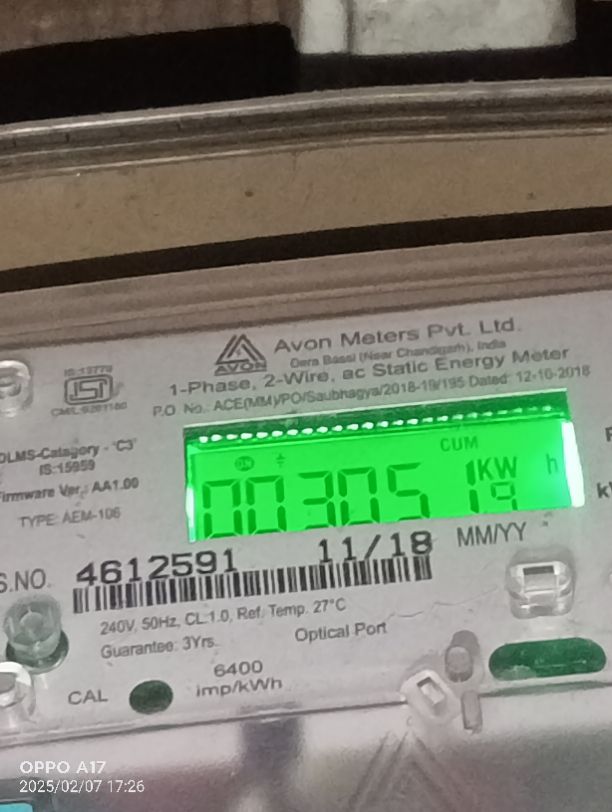 Avon Meters Pvt. Ltd.
AVON
Dera Bassi (Near Chandigarh), India
1-Phase, 2-Wire, ac Static Energy Meter
P.O. No.: ACE(MM)/PO/Saubhagya/2018-19/195 Dated: 12-10-2018
IS:13779
ISI
DLMS-Catagory - 'C3'
IS:15959
Firmware Ver.: AA1.00
TYPE: AEM-106
CUM
KW h
MM/YY
S.NO. 4612591 11/18
240V, 50Hz, CL.1.0, Ref. Temp. 27°C
Guarantee: 3Yrs.
Optical Port
CAL
6400
imp/kWh
OPPO A17
2025/02/07 17:26